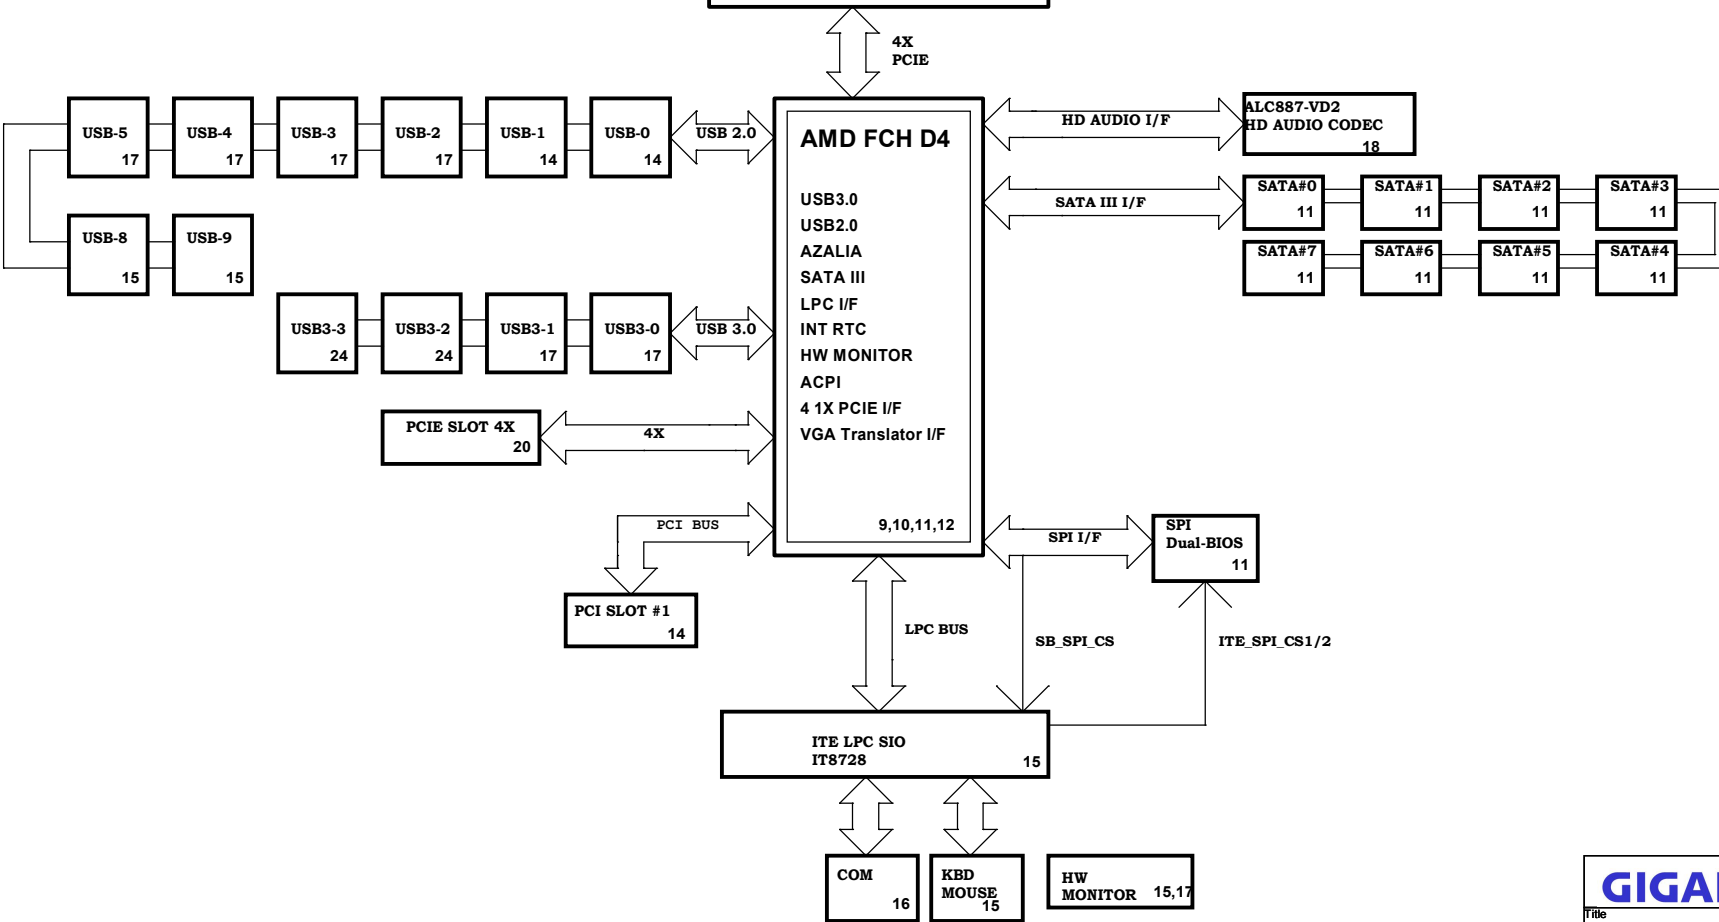 4X
PCIE
USB-5
17
USB-4
17
USB-3
17
USB-2
17
USB-1
14
USB-0
14
USB 2.0
USB-8
15
USB-9
15
USB3-3
24
USB3-2
24
USB3-1
17
USB3-0
17
USB 3.0
PCIE SLOT 4X
20
4X
PCI BUS
PCI SLOT #1
14
AMD FCH D4
USB3.0
USB2.0
AZALIA
SATA III
LPC I/F
INT RTC
HW MONITOR
ACPI
4 1X PCIE I/F
VGA Translator I/F
9,10,11,12
HD AUDIO I/F
ALC887-VD2
HD AUDIO CODEC
18
SATA III I/F
SATA#0
11
SATA#1
11
SATA#2
11
SATA#3
11
SATA#7
11
SATA#6
11
SATA#5
11
SATA#4
11
SPI I/F
SPI
Dual-BIOS
11
LPC BUS
SB_SPI_CS
ITE_SPI_CS1/2
ITE LPC SIO
IT8728
15
COM
16
KBD
MOUSE
15
HW
MONITOR 15,17
Title